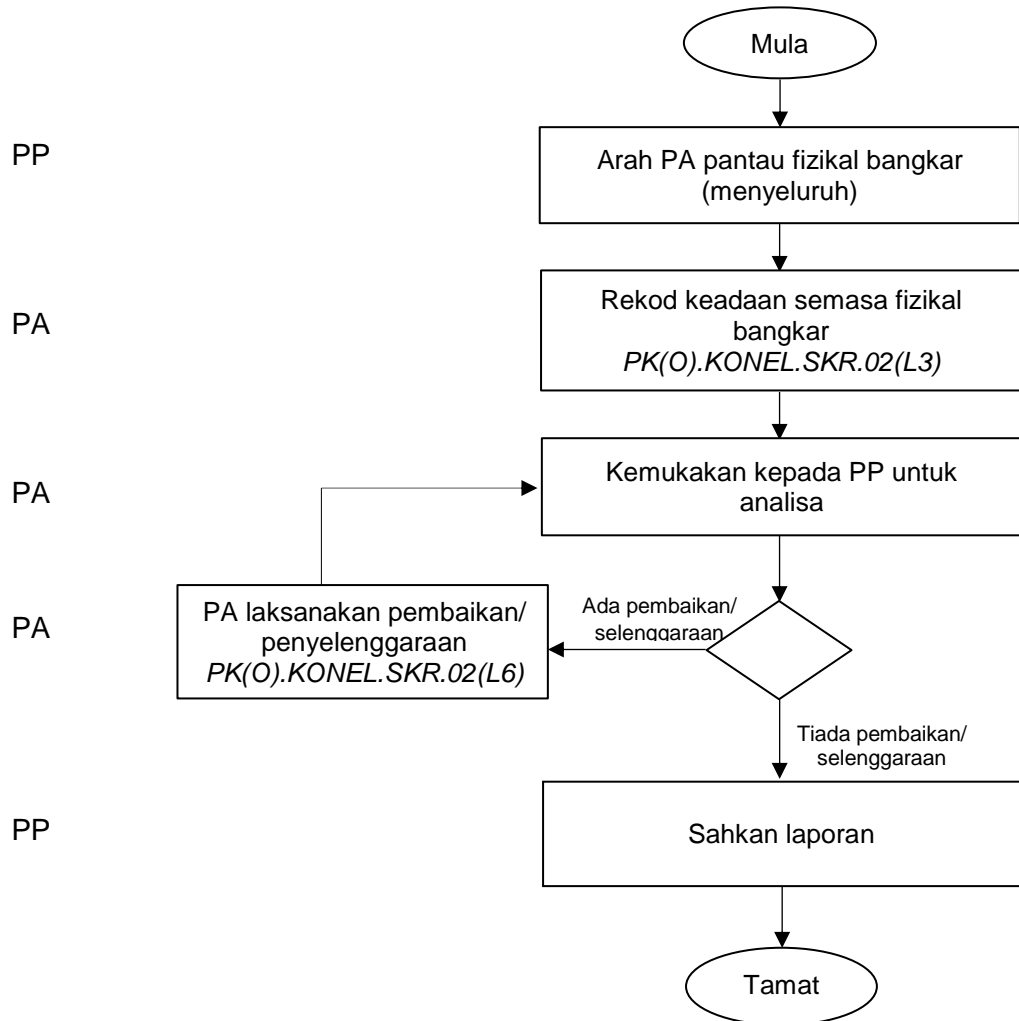 Mula
PP
Arah PA pantau fizikal bangkar
(menyeluruh)
PA
Rekod keadaan semasa fizikal
bangkar
PK(O).KONEL.SKR.02(L3)
PA
Kemukakan kepada PP untuk
analisa
PA
PA laksanakan pembaikan/
penyelenggaraan
PK(O).KONEL.SKR.02(L6)
Ada pembaikan/
selenggaraan
Tiada pembaikan/
selenggaraan
PP
Sahkan laporan
Tamat